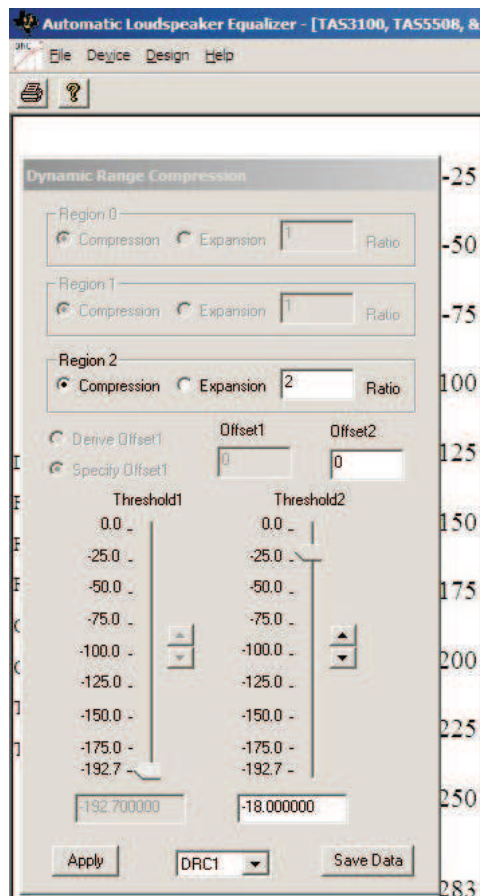 Automatic Loudspeaker Equalizer - [TAS3100, TAS5508, &
File Device Design Help
Dynamic Range Compression
Region 0
Compression Expansion 1 Ratio
Region 1
Compression Expansion 1 Ratio
Region 2
Compression Expansion 2 Ratio
Derive Offset1
Specify Offset1
Offset1 Offset2
0 0
Threshold1 Threshold2
0.0 0.0
-25.0 -25.0
-50.0 -50.0
-75.0 -75.0
-100.0 -100.0
-125.0 -125.0
-150.0 -150.0
-175.0 -175.0
-192.7 -192.7
-192.700000 -18.000000
Apply DRC1 Save Data
-25
-50
-75
100
125
150
175
200
225
250
283